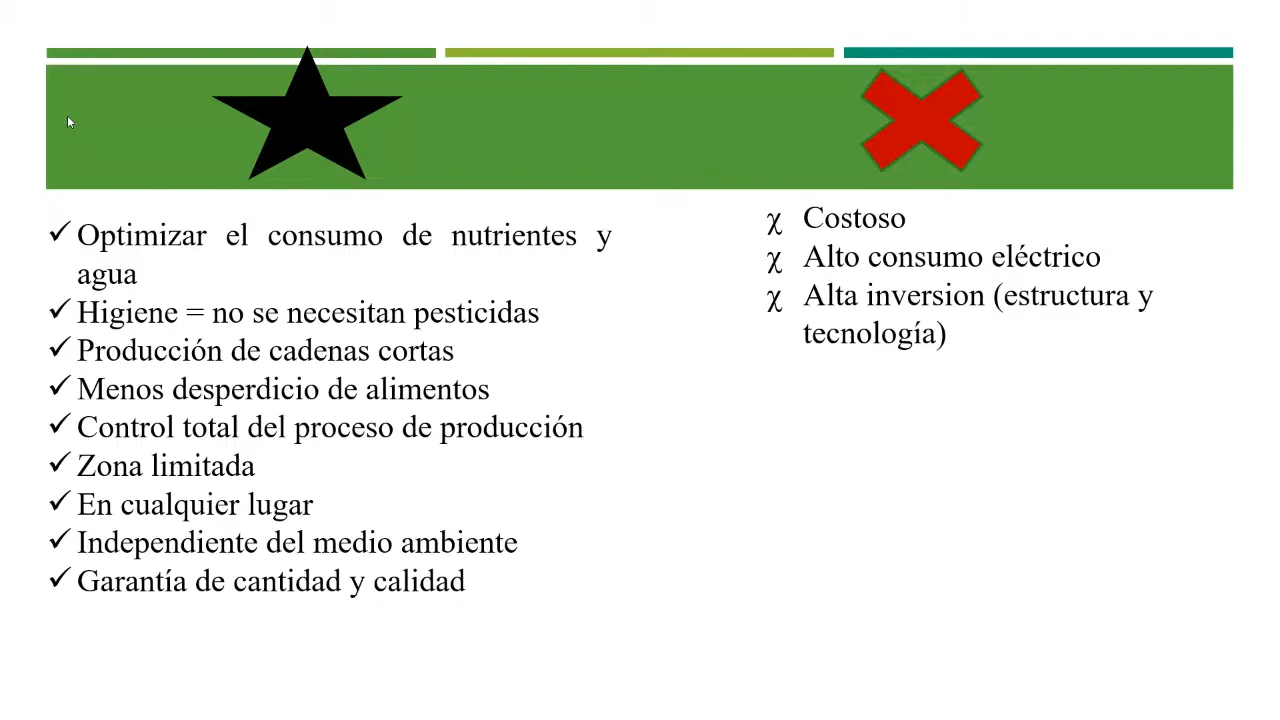 Optimizar el consumo de nutrientes y
agua
Higiene = no se necesitan pesticidas
Producción de cadenas cortas
Menos desperdicio de alimentos
Control total del proceso de producción
Zona limitada
En cualquier lugar
Independiente del medio ambiente
Garantía de cantidad y calidad
χ Costoso
χ Alto consumo eléctrico
χ Alta inversion (estructura y
tecnología)